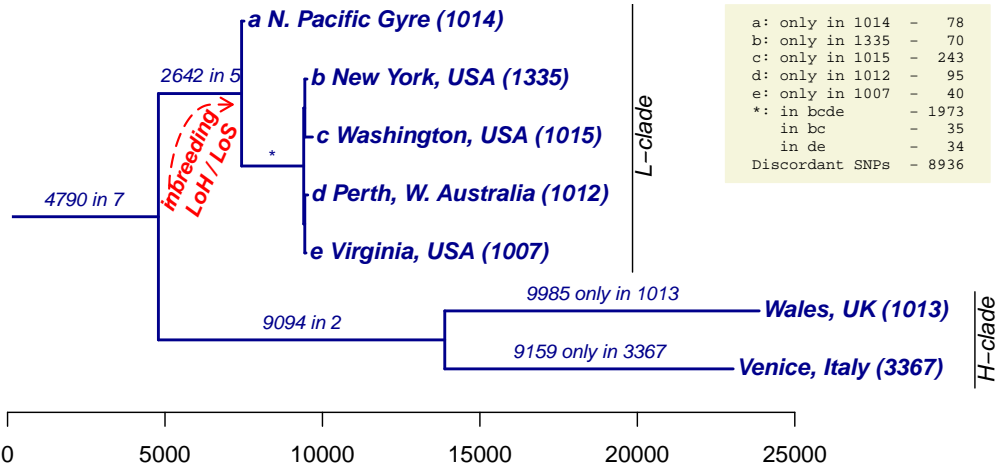 a N. Pacific Gyre (1014)
2642 in 5
b New York, USA (1335)
c Washington, USA (1015)
*
d Perth, W. Australia (1012)
e Virginia, USA (1007)
inbreeding
LoH / LoS
4790 in 7
L-clade
a: only in 1014 - 78
b: only in 1335 - 70
c: only in 1015 - 243
d: only in 1012 - 95
e: only in 1007 - 40
*: in bcde - 1973
in bc - 35
in de - 34
Discordant SNPs - 8936
9985 only in 1013
Wales, UK (1013)
9094 in 2
9159 only in 3367
Venice, Italy (3367)
H-clade
0 5000 10000 15000 20000 25000